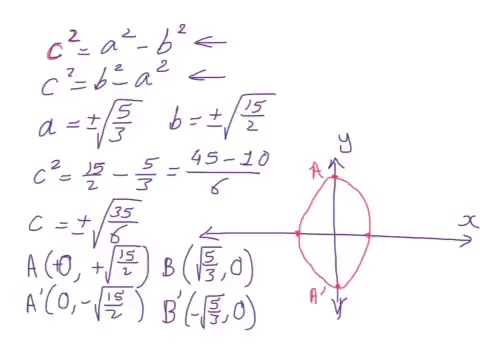 c² = a² - b² ←
c² = b² - a² ←
a = ±√(5/3)   b = ±√(15/2)
c² = 15/2 - 5/3 = (45-10)/6
c = ±√(35/6)
A(+0, +√(15/2))   B(√(5/3), 0)
A'(0, -√(15/2))   B'(-√(5/3), 0)
y
A
x
A'